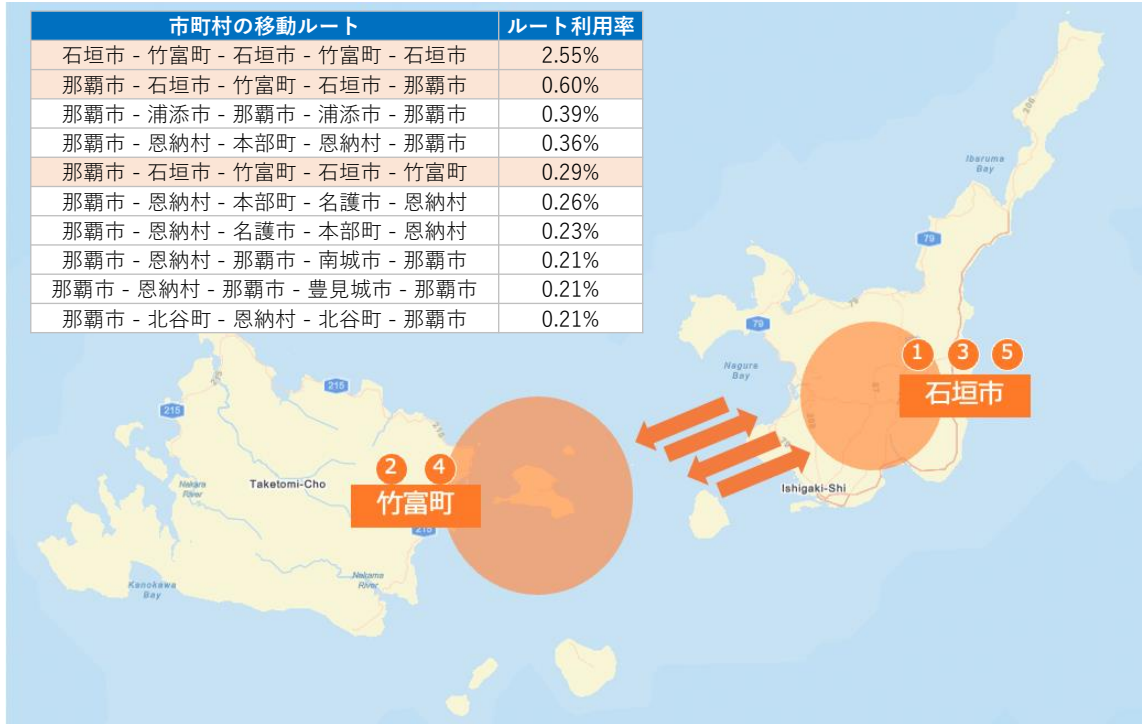 市町村の移動ルート ルート利用率
石垣市 - 竹富町 - 石垣市 - 竹富町 - 石垣市 2.55%
那覇市 - 石垣市 - 竹富町 - 石垣市 - 那覇市 0.60%
那覇市 - 浦添市 - 那覇市 - 浦添市 - 那覇市 0.39%
那覇市 - 恩納村 - 本部町 - 恩納村 - 那覇市 0.36%
那覇市 - 石垣市 - 竹富町 - 石垣市 - 竹富町 0.29%
那覇市 - 恩納村 - 本部町 - 名護市 - 恩納村 0.26%
那覇市 - 恩納村 - 名護市 - 本部町 - 恩納村 0.23%
那覇市 - 恩納村 - 那覇市 - 南城市 - 那覇市 0.21%
那覇市 - 恩納村 - 那覇市 - 豊見城市 - 那覇市 0.21%
那覇市 - 北谷町 - 恩納村 - 北谷町 - 那覇市 0.21%
206
Ibaruma
Bay
79
79
79
Nagura
Bay
1 3 5
石垣市
Ishigaki-Shi
215
215
215
215
2 4
竹富町
Taketomi-Cho
Nakara
River
215
Nakama
River
Kanokawa
Bay